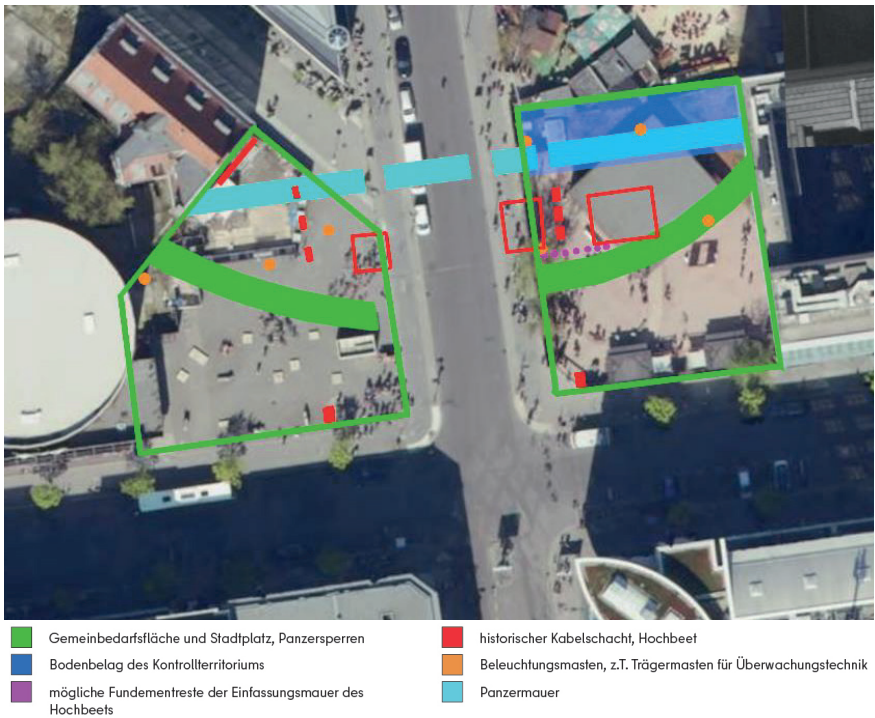 Gemeinbedarfsfläche und Stadtplatz, Panzersperren
Bodenbelag des Kontrollterritoriums
mögliche Fundementreste der Einfassungsmauer des
Hochbeets
historischer Kabelschacht, Hochbeet
Beleuchtungsmasten, z.T. Trägermasten für Überwachungstechnik
Panzermauer